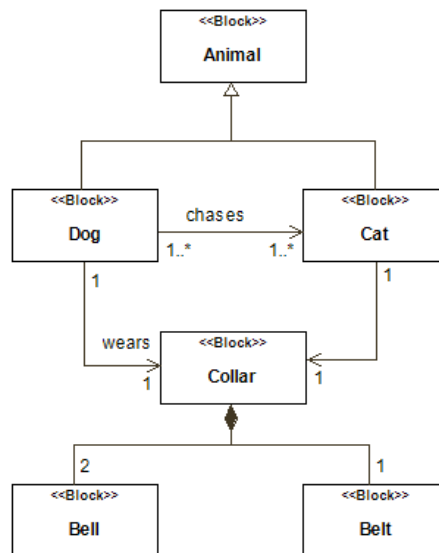 <<Block>>
Animal
<<Block>>
Dog
chases
1..*
1..*
<<Block>>
Cat
1
1
wears
1
<<Block>>
Collar
1
2
1
<<Block>>
Bell
<<Block>>
Belt